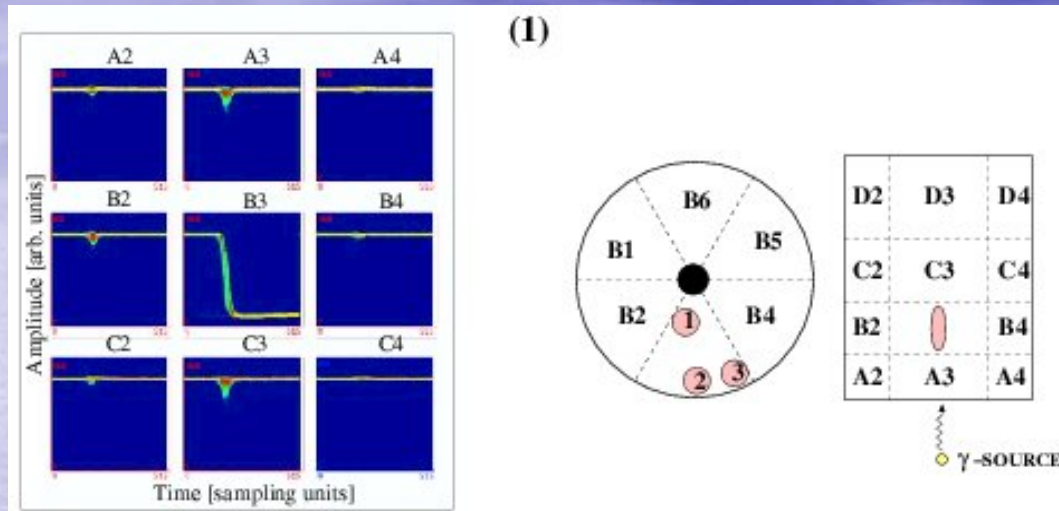 (1)
A2 A3 A4
B2 B3 B4
C2 C3 C4
Amplitude [arb. units]
Time [sampling units]
B6
B1 B5
B2 B4
1
2 3
D2 D3 D4
C2 C3 C4
B2 B4
A2 A3 A4
γ-SOURCE